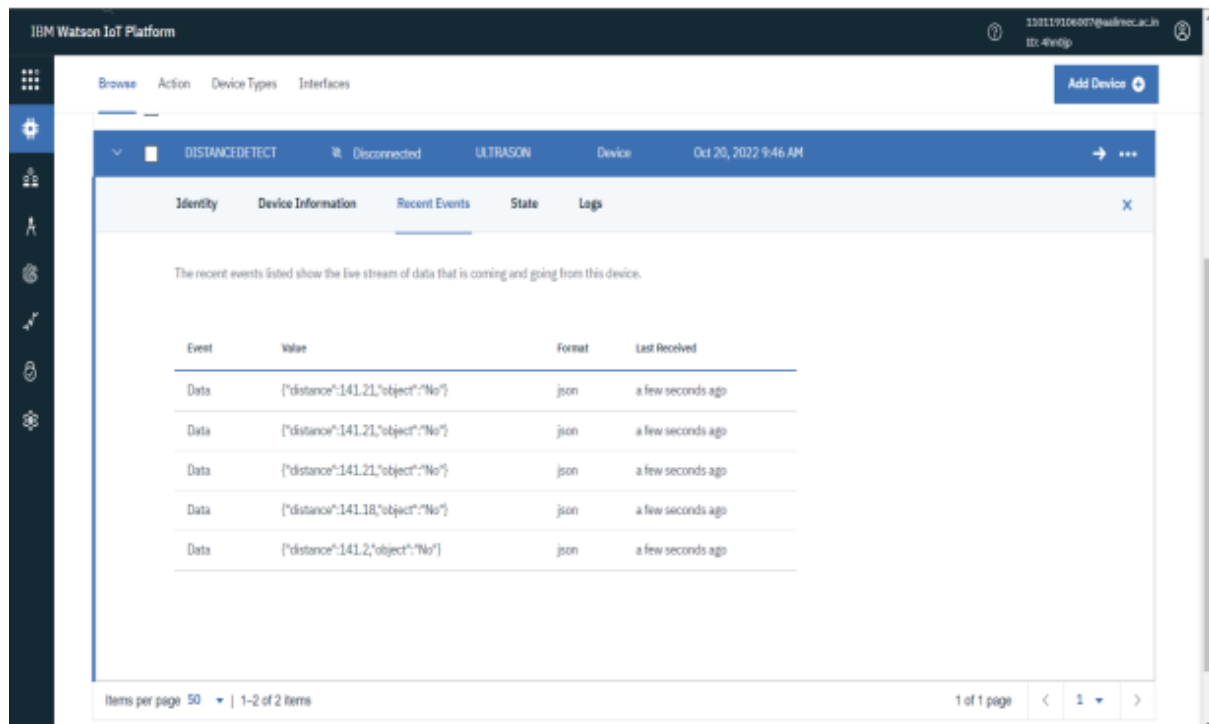 IBM Watson IoT Platform
110119106007@aalimec.ac.in
Browse Action Device Types Interfaces
Add Device
DISTANCEDETECT Disconnected ULTRASON Device Oct 20, 2022 9:46 AM
Identity Device Information Recent Events State Logs
The recent events listed show the live stream of data that is coming and going from this device.
Event Value Format Last Received
Data {"distance":141.21,"object":"No"} json a few seconds ago
Data {"distance":141.21,"object":"No"} json a few seconds ago
Data {"distance":141.21,"object":"No"} json a few seconds ago
Data {"distance":141.18,"object":"No"} json a few seconds ago
Data {"distance":141.2,"object":"No"} json a few seconds ago
Items per page 50 | 1–2 of 2 items 1 of 1 page 1